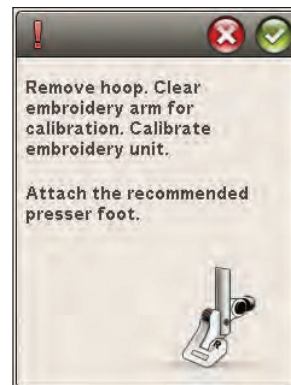 Remove hoop. Clear
embroidery arm for
calibration. Calibrate
embroidery unit.
Attach the recommended
presser foot.